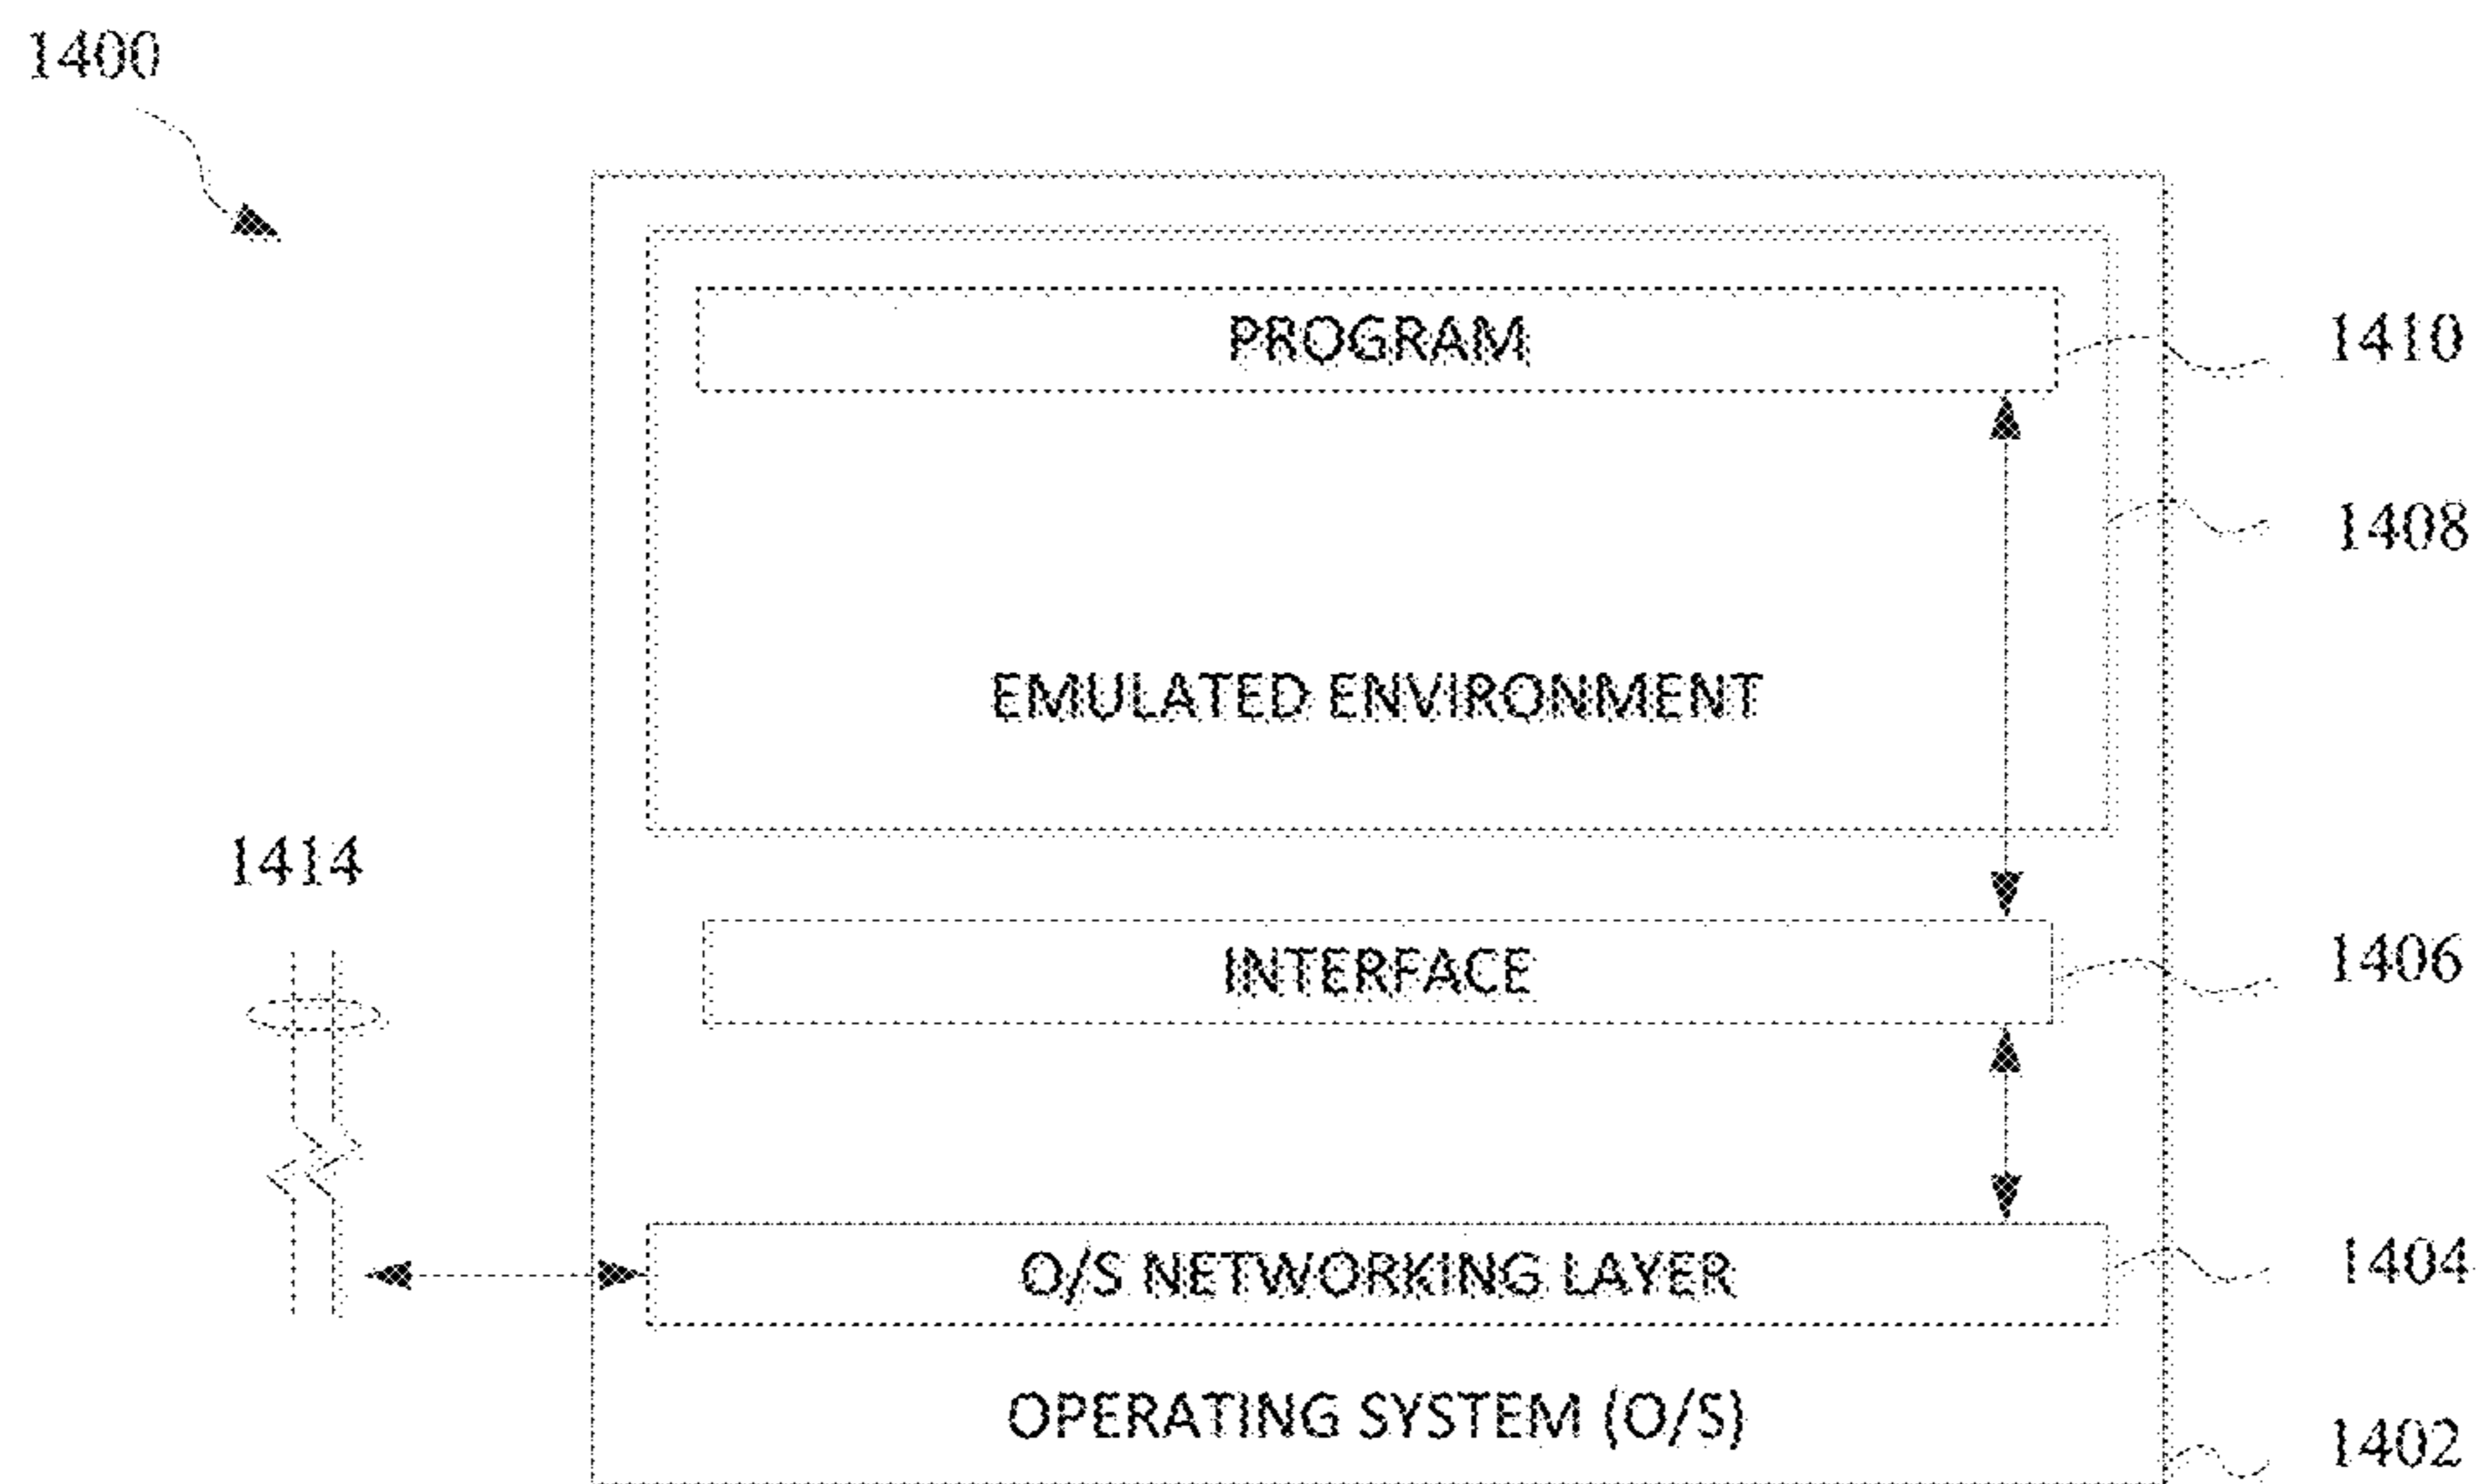 1400
PROGRAM
1410
1408
EMULATED ENVIRONMENT
1414
INTERFACE
1406
O/S NETWORKING LAYER
1404
OPERATING SYSTEM (O/S)
1402